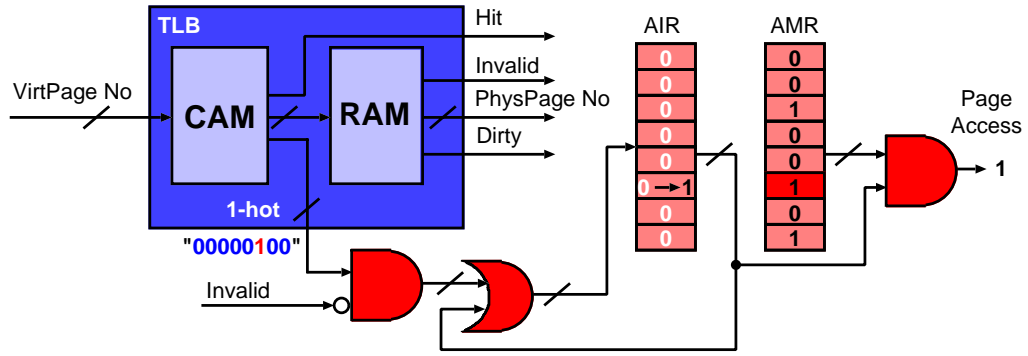 TLB
Hit
AIR
AMR
VirtPage No
CAM
RAM
Invalid
PhysPage No
Dirty
1-hot
"00000100"
Invalid
0
0
0
0
0
0→1
0
0
0
0
1
0
0
1
0
1
Page
Access
1